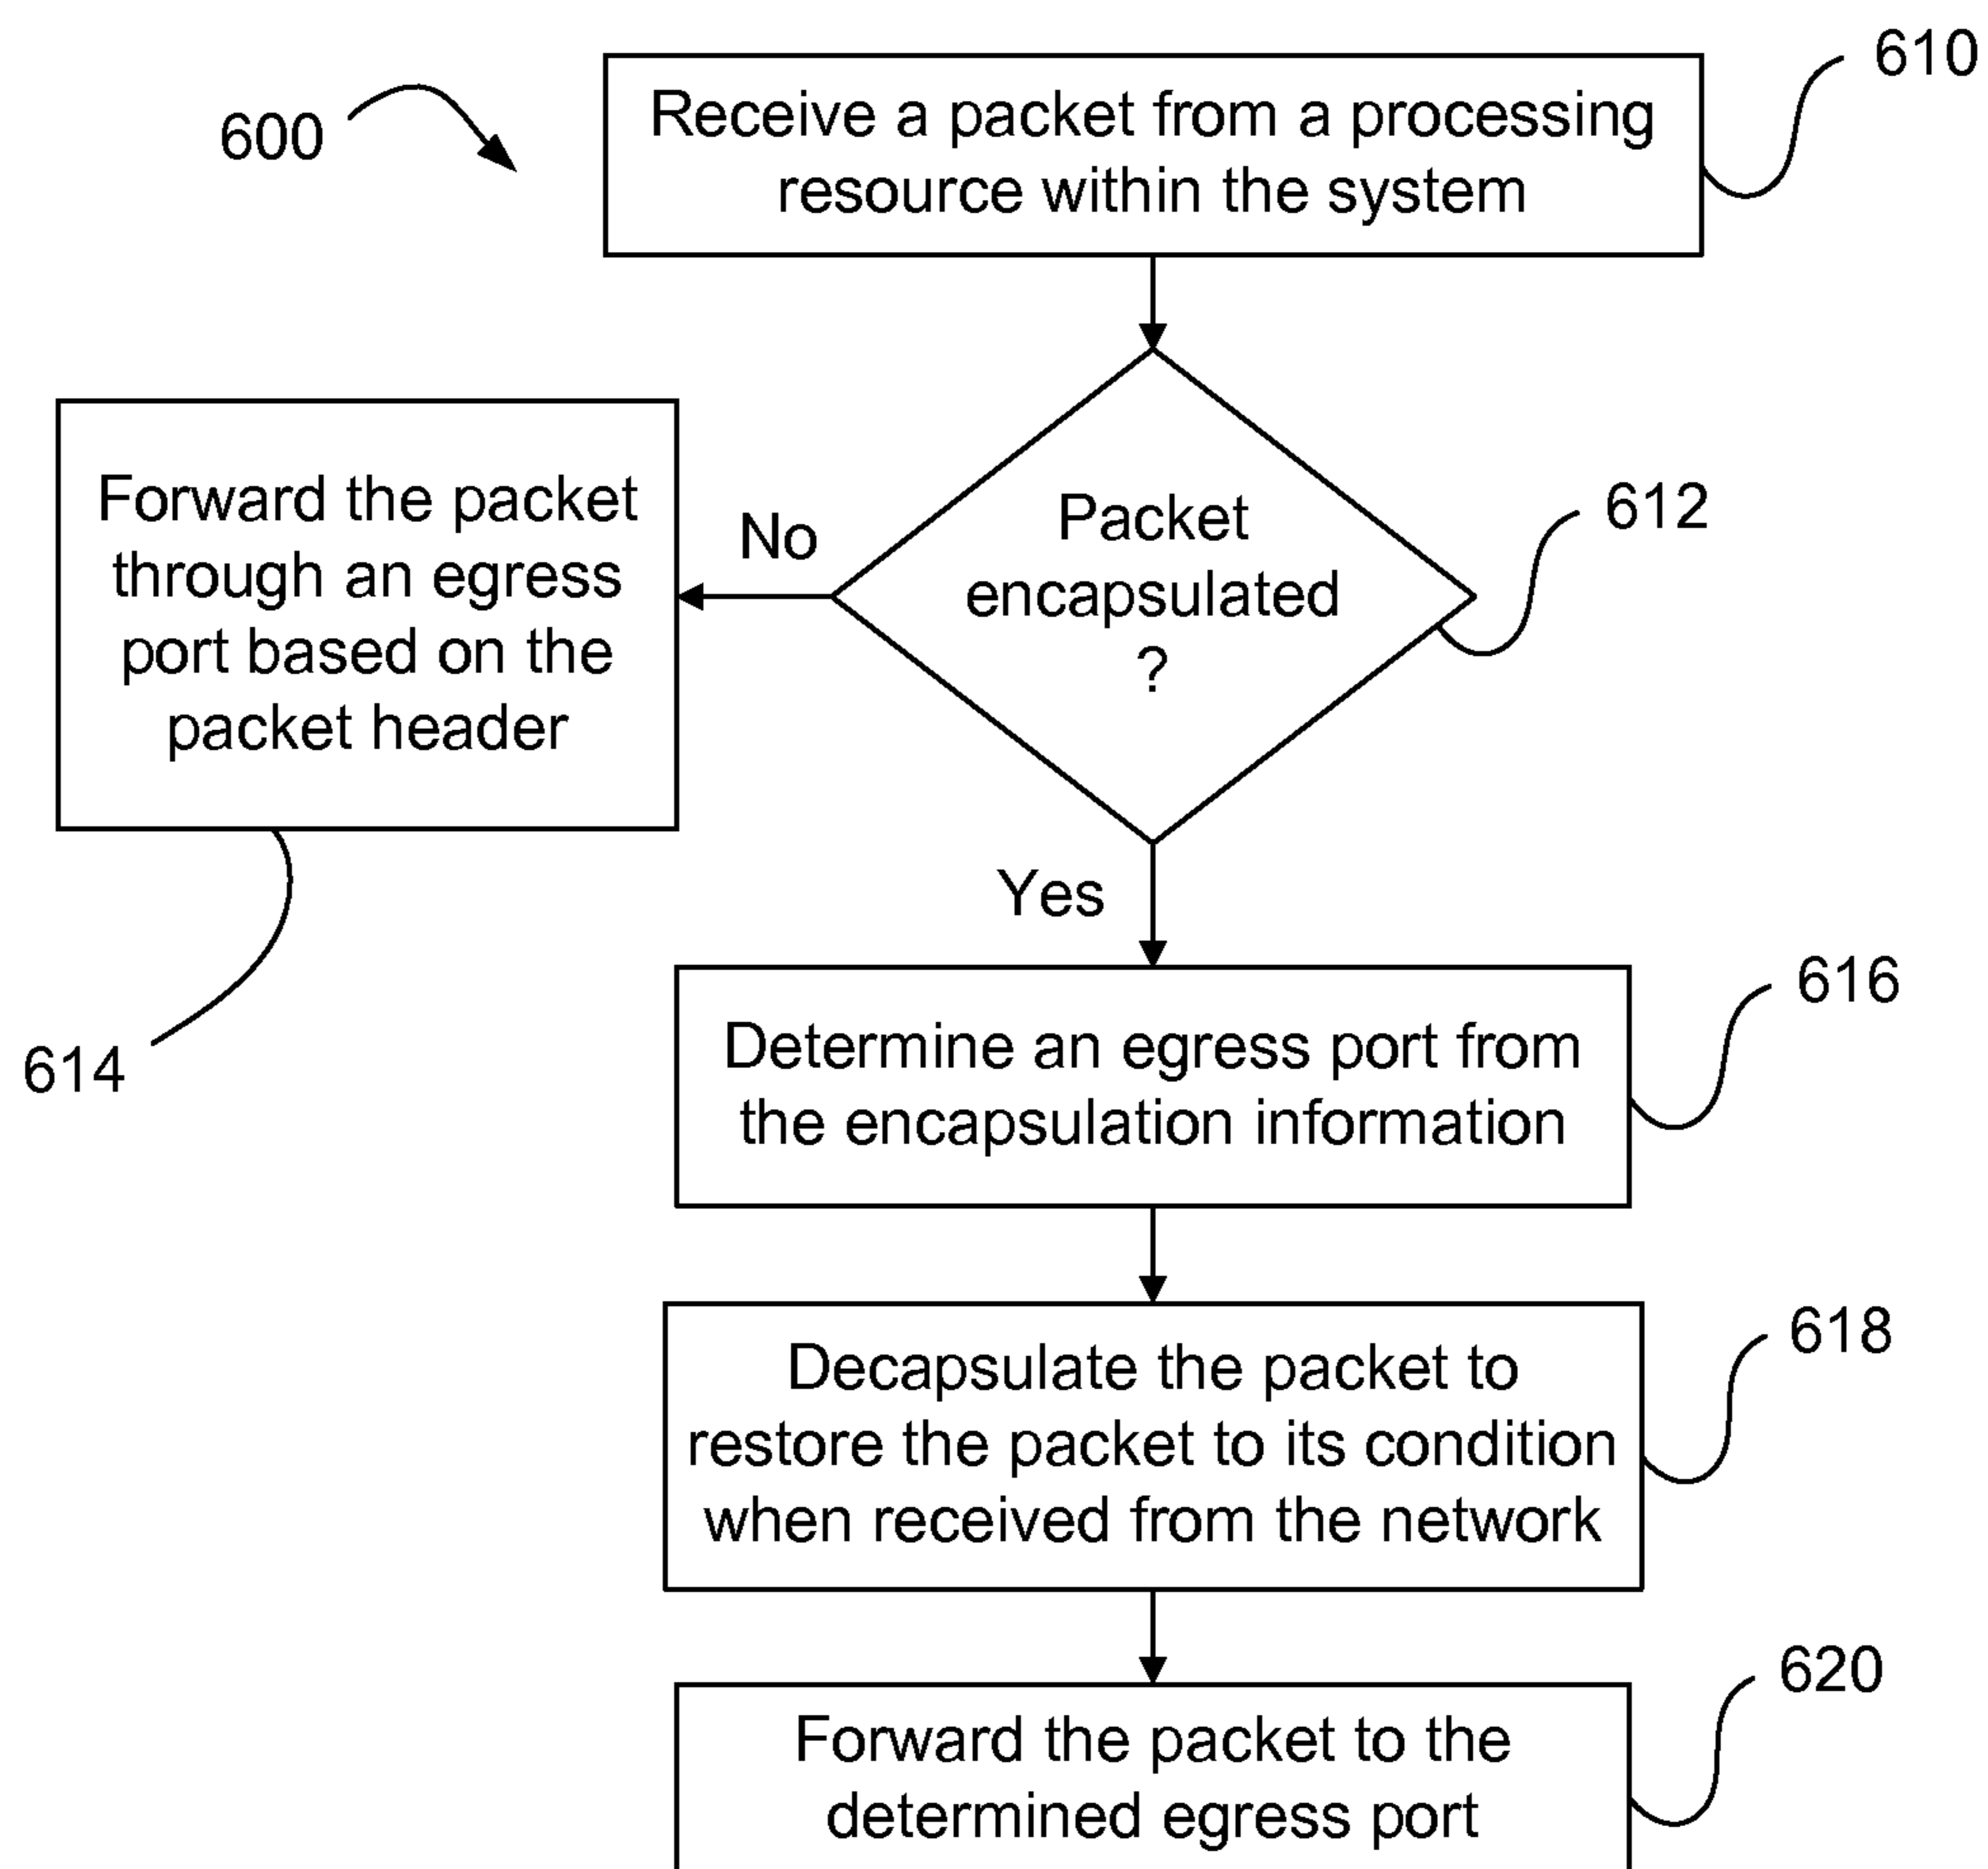 610
600
Receive a packet from a processing
resource within the system
Forward the packet
through an egress
port based on the
packet header
No
Packet
encapsulated
?
612
Yes
614
616
Determine an egress port from
the encapsulation information
618
Decapsulate the packet to
restore the packet to its condition
when received from the network
620
Forward the packet to the
determined egress port